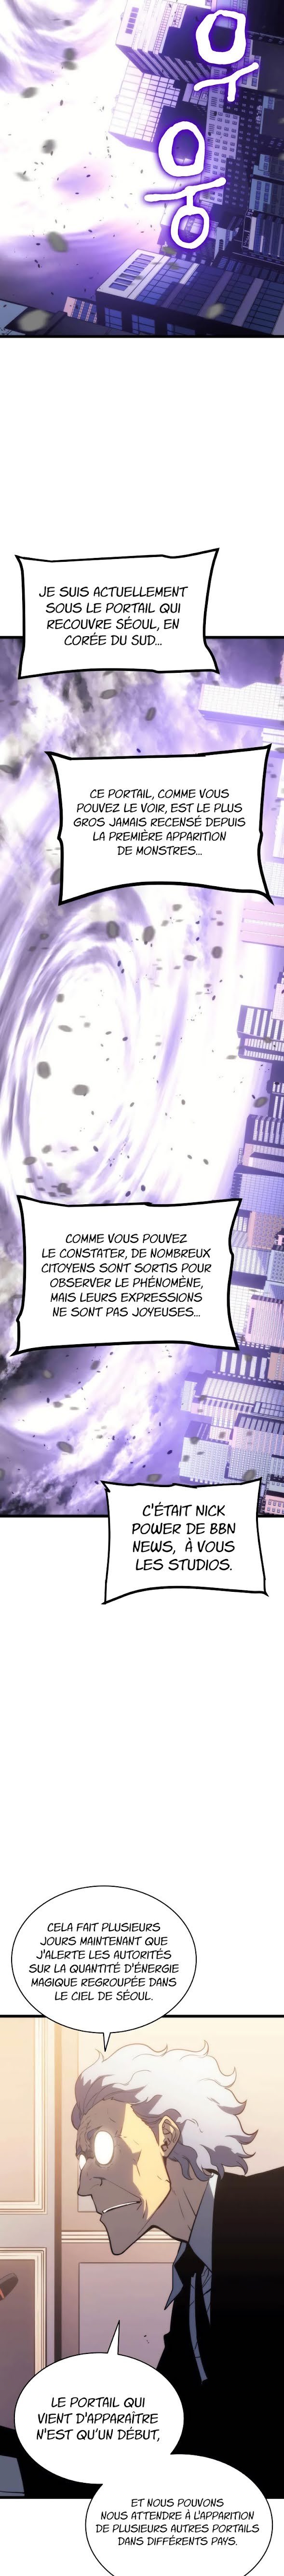 우
웅
JE SUIS ACTUELLEMENT
SOUS LE PORTAIL QUI
RECOUVRE SÉOUL, EN
CORÉE DU SUD...
CE PORTAIL, COMME VOUS
POUVEZ LE VOIR, EST LE PLUS
GROS JAMAIS RECENSÉ DEPUIS
LA PREMIÈRE APPARITION
DE MONSTRES...
COMME VOUS POUVEZ
LE CONSTATER, DE NOMBREUX
CITOYENS SONT SORTIS POUR
OBSERVER LE PHÉNOMÈNE,
MAIS LEURS EXPRESSIONS
NE SONT PAS JOYEUSES...
C'ÉTAIT NICK
POWER DE BBN
NEWS, À VOUS
LES STUDIOS.
CELA FAIT PLUSIEURS
JOURS MAINTENANT QUE
J'ALERTE LES AUTORITÉS
SUR LA QUANTITÉ D'ÉNERGIE
MAGIQUE REGROUPÉE DANS
LE CIEL DE SÉOUL.
LE PORTAIL QUI
VIENT D'APPARAÎTRE
N'EST QU'UN DÉBUT,
ET NOUS POUVONS
NOUS ATTENDRE À L'APPARITION
DE PLUSIEURS AUTRES PORTAILS
DANS DIFFÉRENTS PAYS.